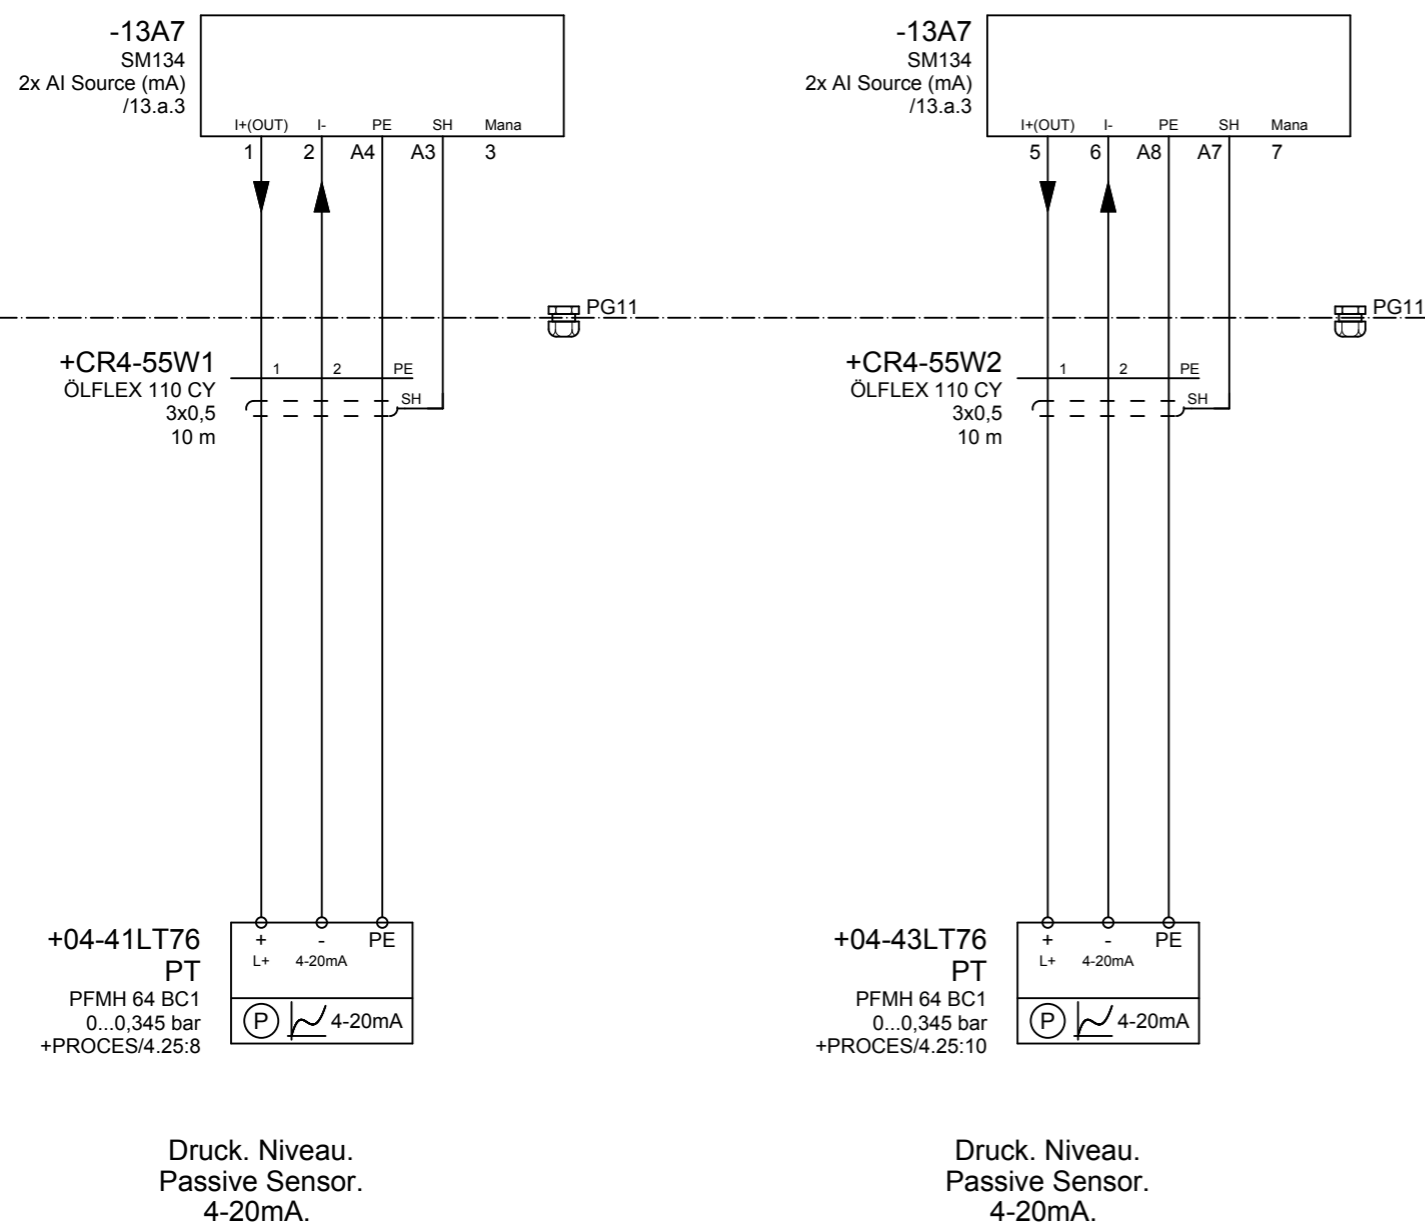 -13A7
SM134
2x AI Source (mA)
/13.a.3
I+(OUT) I- PE SH Mana
1 2 A4 A3 3
-13A7
SM134
2x AI Source (mA)
/13.a.3
I+(OUT) I- PE SH Mana
5 6 A8 A7 7
PG11
PG11
+CR4-55W1
ÖLFLEX 110 CY
3x0,5
10 m
1 2 PE
SH
+CR4-55W2
ÖLFLEX 110 CY
3x0,5
10 m
1 2 PE
SH
+04-41LT76
PT
PFMH 64 BC1
0...0,345 bar
+PROCES/4.25:8
+ - PE
L+ 4-20mA
P 4-20mA
+04-43LT76
PT
PFMH 64 BC1
0...0,345 bar
+PROCES/4.25:10
+ - PE
L+ 4-20mA
P 4-20mA
Druck. Niveau.
Passive Sensor.
4-20mA.
Druck. Niveau.
Passive Sensor.
4-20mA.